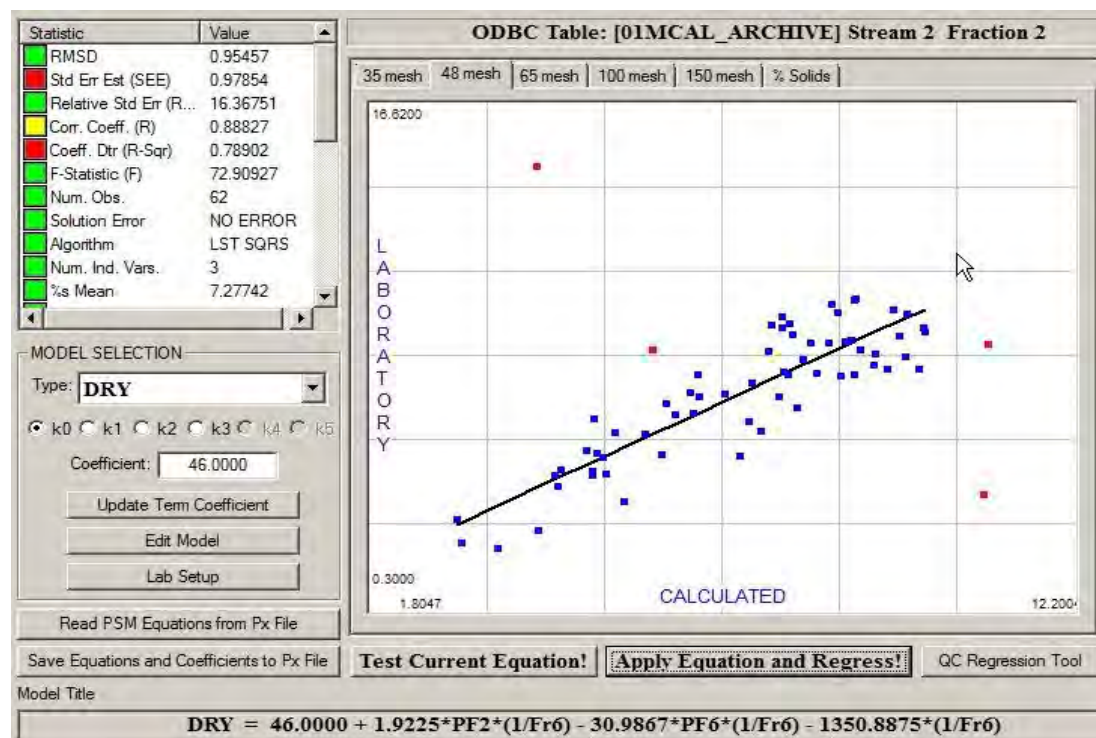 Statistic Value
RMSD 0.95457
Std Err Est (SEE) 0.97854
Relative Std Err (R... 16.36751
Corr. Coeff. (R) 0.88827
Coeff. Dtr (R-Sqr) 0.78902
F-Statistic (F) 72.90927
Num. Obs. 62
Solution Error NO ERROR
Algorithm LST SQRS
Num. Ind. Vars. 3
%s Mean 7.27742
MODEL SELECTION
Type: DRY
k0 k1 k2 k3 k4 k5
Coefficient: 46.0000
Update Term Coefficient
Edit Model
Lab Setup
Read PSM Equations from Px File
Save Equations and Coefficients to Px File
ODBC Table: [01MCAL_ARCHIVE] Stream 2 Fraction 2
35 mesh 48 mesh 65 mesh 100 mesh 150 mesh % Solids
16.6200
LABORATORY
0.3000
CALCULATED
1.8047 12.200
Test Current Equation! Apply Equation and Regress! QC Regression Tool
Model Title
DRY = 46.0000 + 1.9225*PF2*(1/Fr6) - 30.9867*PF6*(1/Fr6) - 1350.8875*(1/Fr6)